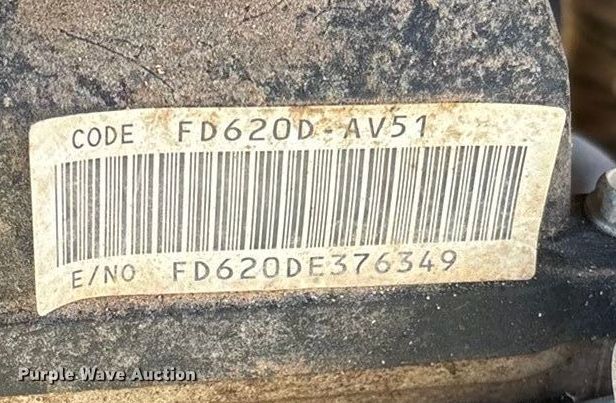 CODE FD620D-AV51
E/NO FD620DE376349
Purple Wave Auction